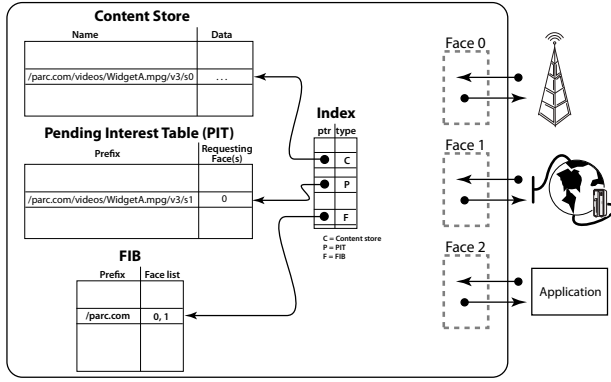 Content Store
Name Data
/parc.com/videos/WidgetA.mpg/v3/s0 ...
Pending Interest Table (PIT)
Prefix Requesting Face(s)
/parc.com/videos/WidgetA.mpg/v3/s1 0
FIB
Prefix Face list
/parc.com 0, 1
Index
ptr type
C
P
F
C = Content store
P = PIT
F = FIB
Face 0
Face 1
Face 2
Application